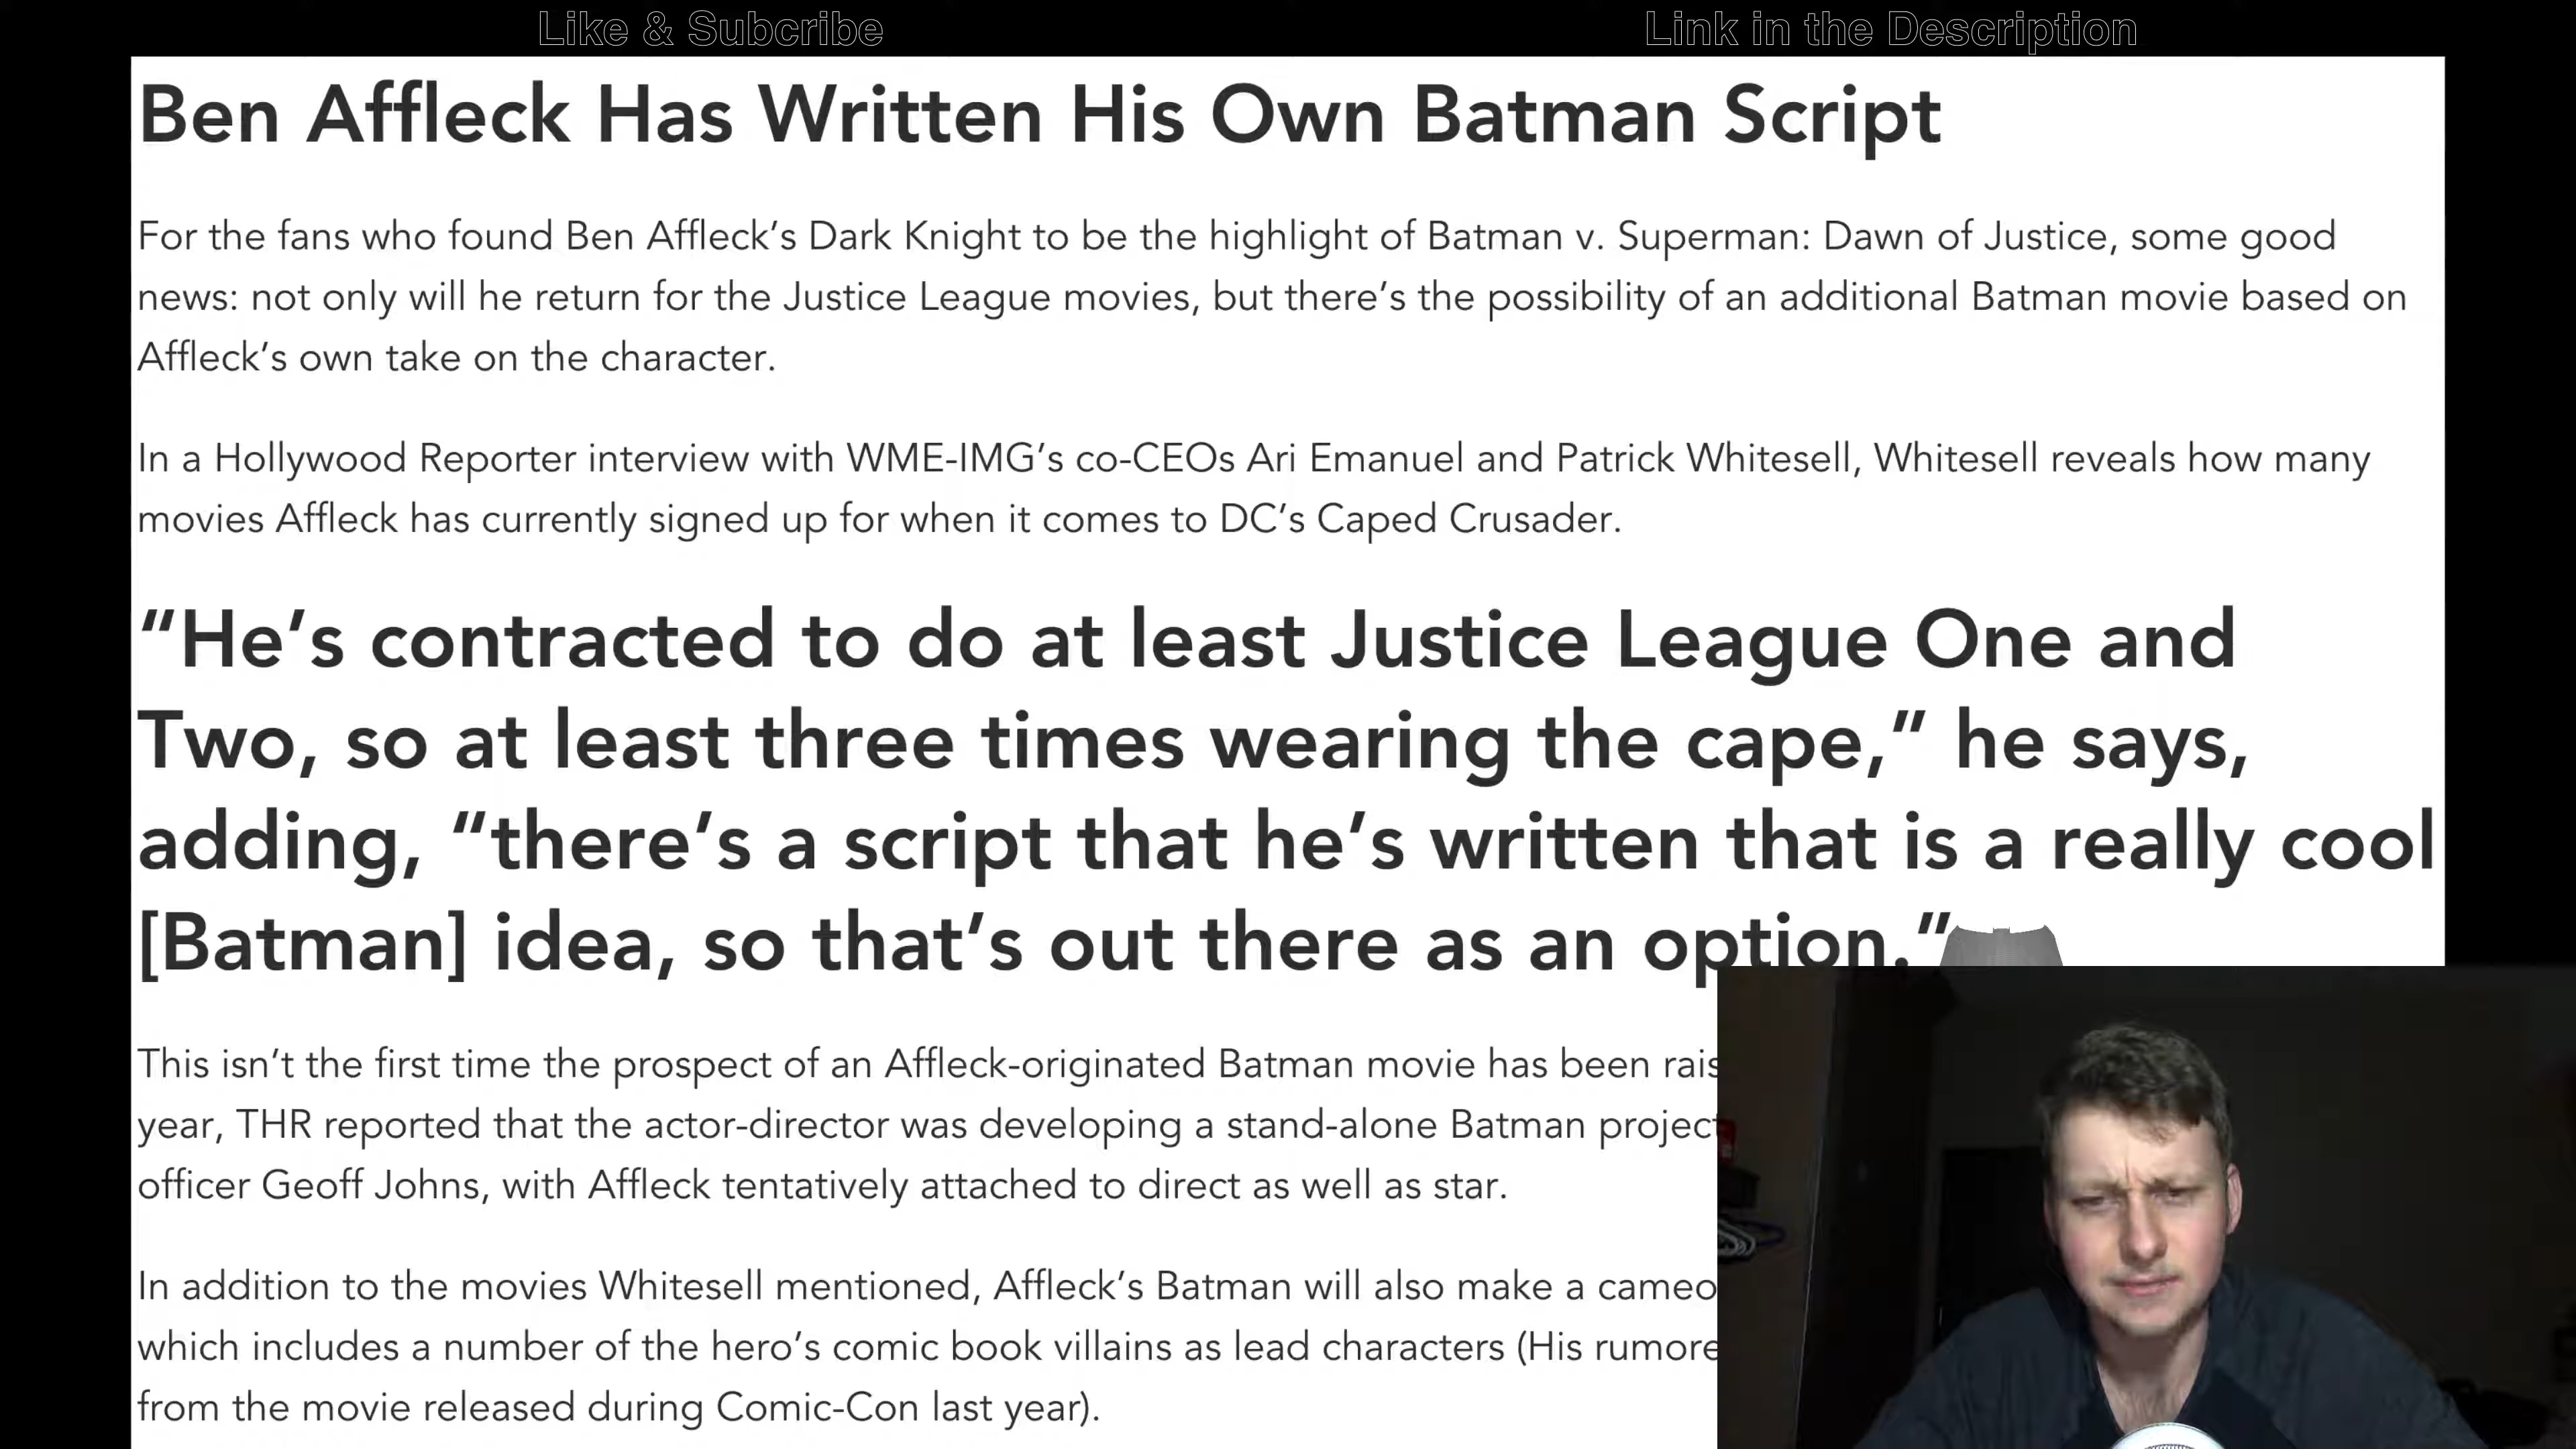 Like & Subcribe
Link in the Description
Ben Affleck Has Written His Own Batman Script
For the fans who found Ben Affleck’s Dark Knight to be the highlight of Batman v. Superman: Dawn of Justice, some good
news: not only will he return for the Justice League movies, but there’s the possibility of an additional Batman movie based on
Affleck’s own take on the character.
In a Hollywood Reporter interview with WME-IMG’s co-CEOs Ari Emanuel and Patrick Whitesell, Whitesell reveals how many
movies Affleck has currently signed up for when it comes to DC’s Caped Crusader.
“He’s contracted to do at least Justice League One and
Two, so at least three times wearing the cape,” he says,
adding, “there’s a script that he’s written that is a really cool
[Batman] idea, so that’s out there as an option.”
This isn’t the first time the prospect of an Affleck-originated Batman movie has been
year, THR reported that the actor-director was developing a stand-alone Batman project
officer Geoff Johns, with Affleck tentatively attached to direct as well as star.
In addition to the movies Whitesell mentioned, Affleck’s Batman will also make a cameo
which includes a number of the hero’s comic book villains as lead characters (His
from the movie released during Comic-Con last year).